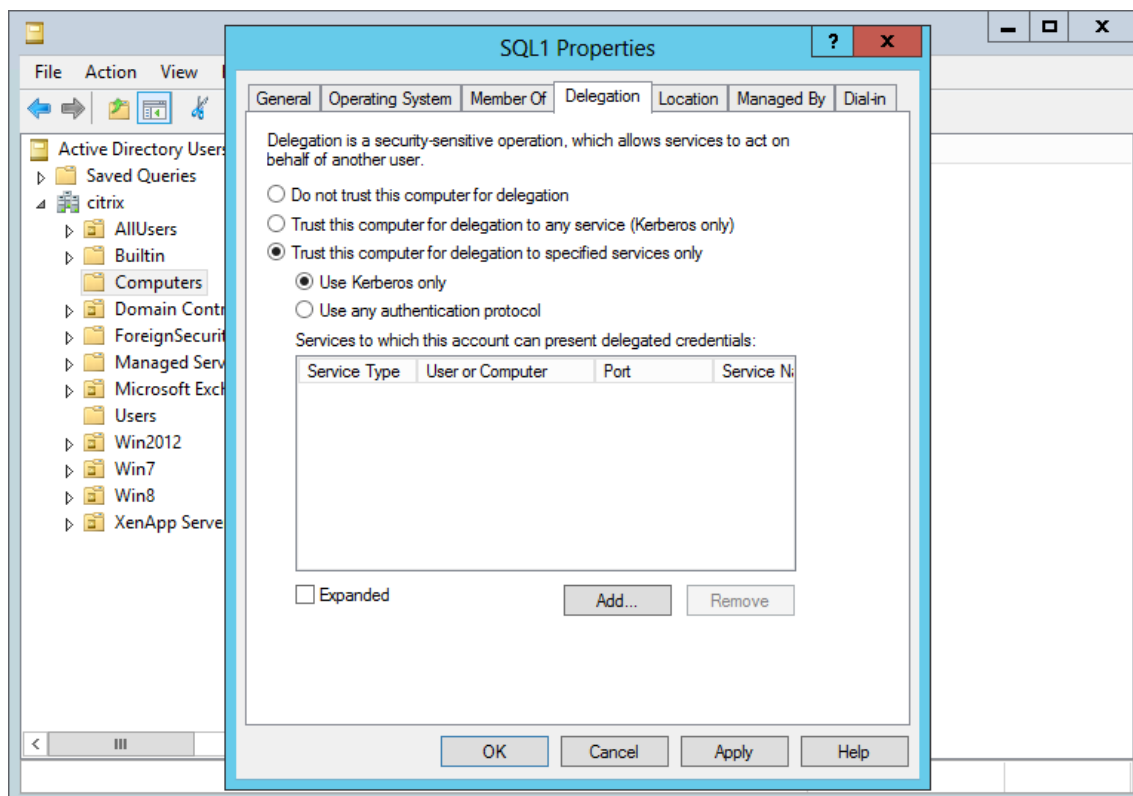 SQL1 Properties
?
x
X
File Action View
General Operating System Member Of Delegation Location Managed By Dial-in
Delegation is a security-sensitive operation, which allows services to act on
behalf of another user.
Do not trust this computer for delegation
Trust this computer for delegation to any service (Kerberos only)
Trust this computer for delegation to specified services only
Use Kerberos only
Use any authentication protocol
Services to which this account can present delegated credentials:
Service Type User or Computer Port Service Na
Expanded
Add...
Remove
OK Cancel Apply Help
Active Directory Users
Saved Queries
citrix
AllUsers
Builtin
Computers
Domain Contr
ForeignSecurit
Managed Serv
Microsoft Exch
Users
Win2012
Win7
Win8
XenApp Serve